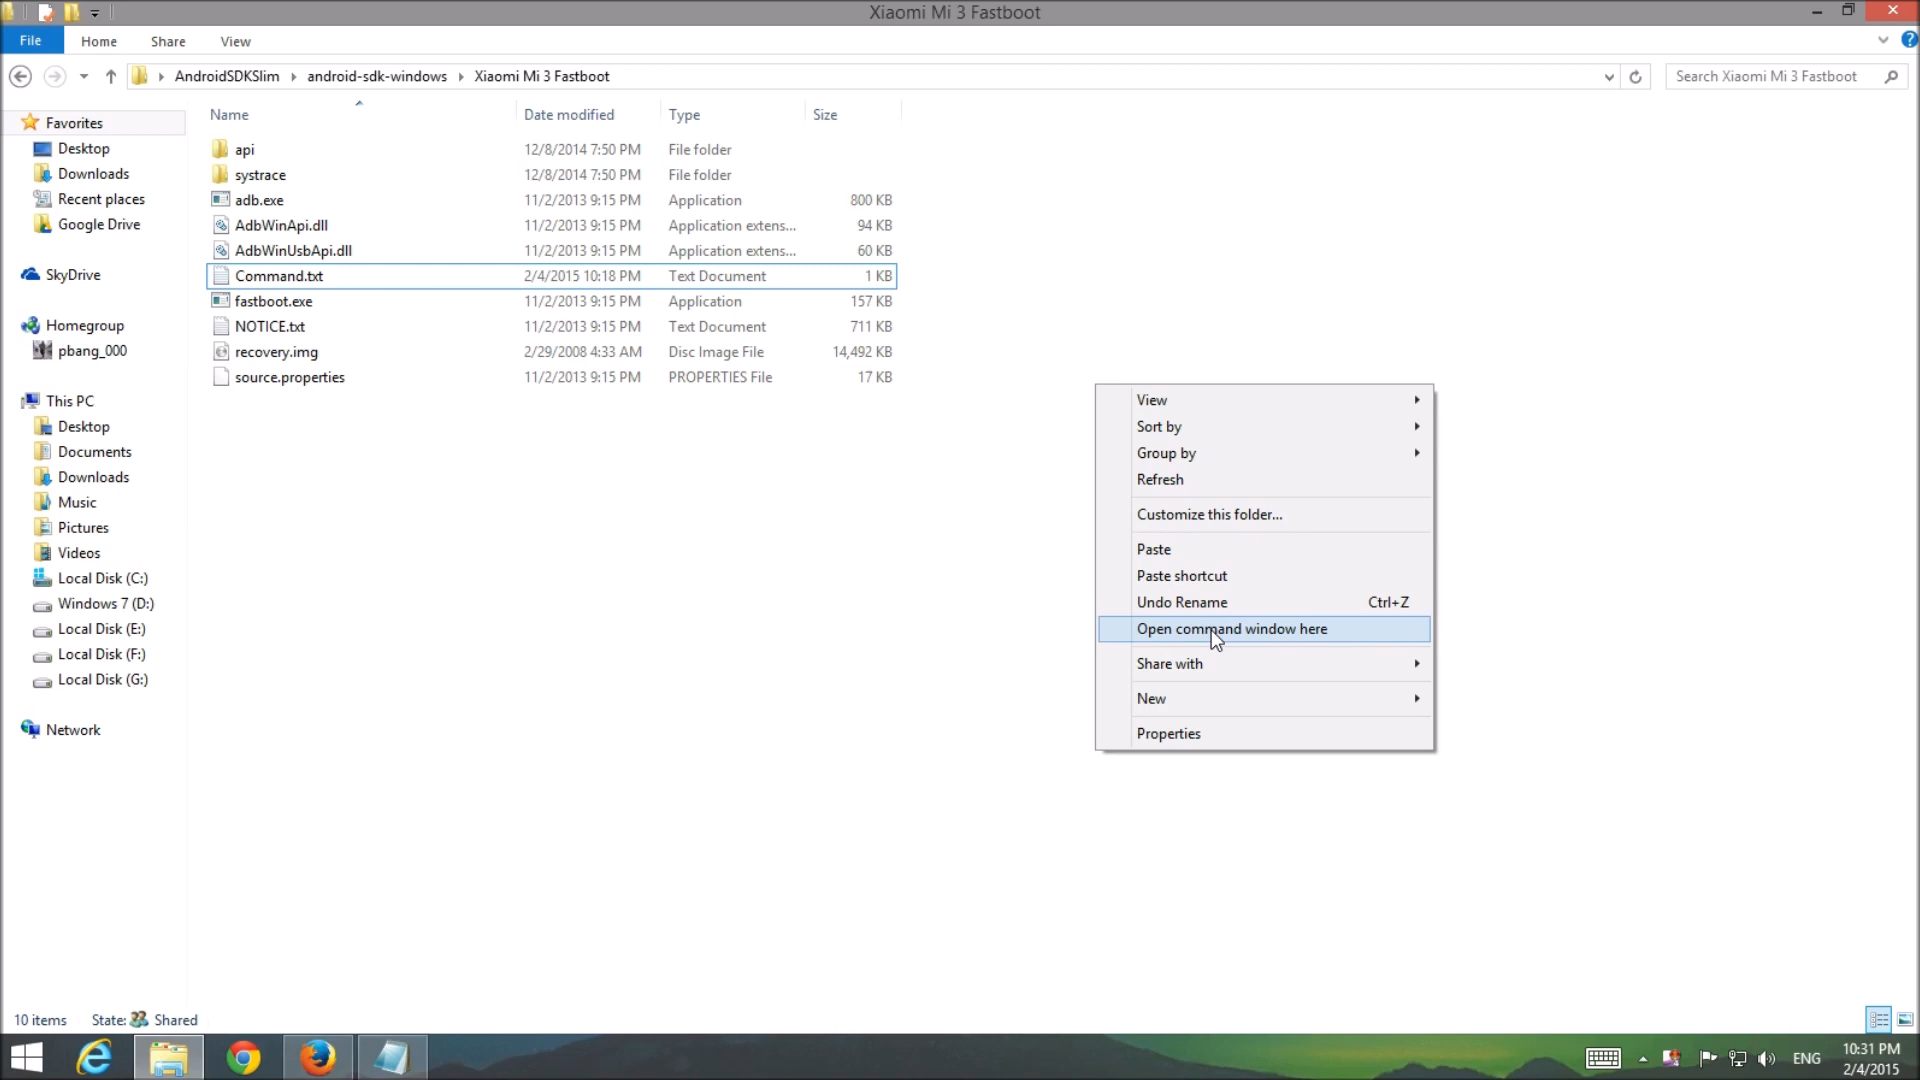 Xiaomi Mi 3 Fastboot
File Home Share View
AndroidSDKSlim android-sdk-windows Xiaomi Mi 3 Fastboot Search Xiaomi Mi 3 Fastboot
Name Date modified Type Size
Favorites
Desktop
Downloads
Recent places
Google Drive
SkyDrive
Homegroup
pbang_000
This PC
Desktop
Documents
Downloads
Music
Pictures
Videos
Local Disk (C:)
Windows 7 (D:)
Local Disk (E:)
Local Disk (F:)
Local Disk (G:)
Network
api 12/8/2014 7:50 PM File folder
systrace 12/8/2014 7:50 PM File folder
adb.exe 11/2/2013 9:15 PM Application 800 KB
AdbWinApi.dll 11/2/2013 9:15 PM Application extens... 94 KB
AdbWinUsbApi.dll 11/2/2013 9:15 PM Application extens... 60 KB
Command.txt 2/4/2015 10:18 PM Text Document 1 KB
fastboot.exe 11/2/2013 9:15 PM Application 157 KB
NOTICE.txt 11/2/2013 9:15 PM Text Document 711 KB
recovery.img 2/29/2008 4:33 AM Disc Image File 14,492 KB
source.properties 11/2/2013 9:15 PM PROPERTIES File 17 KB
View
Sort by
Group by
Refresh
Customize this folder...
Paste
Paste shortcut
Undo Rename Ctrl+Z
Open command window here
Share with
New
Properties
10 items State: Shared
ENG
10:31 PM
2/4/2015